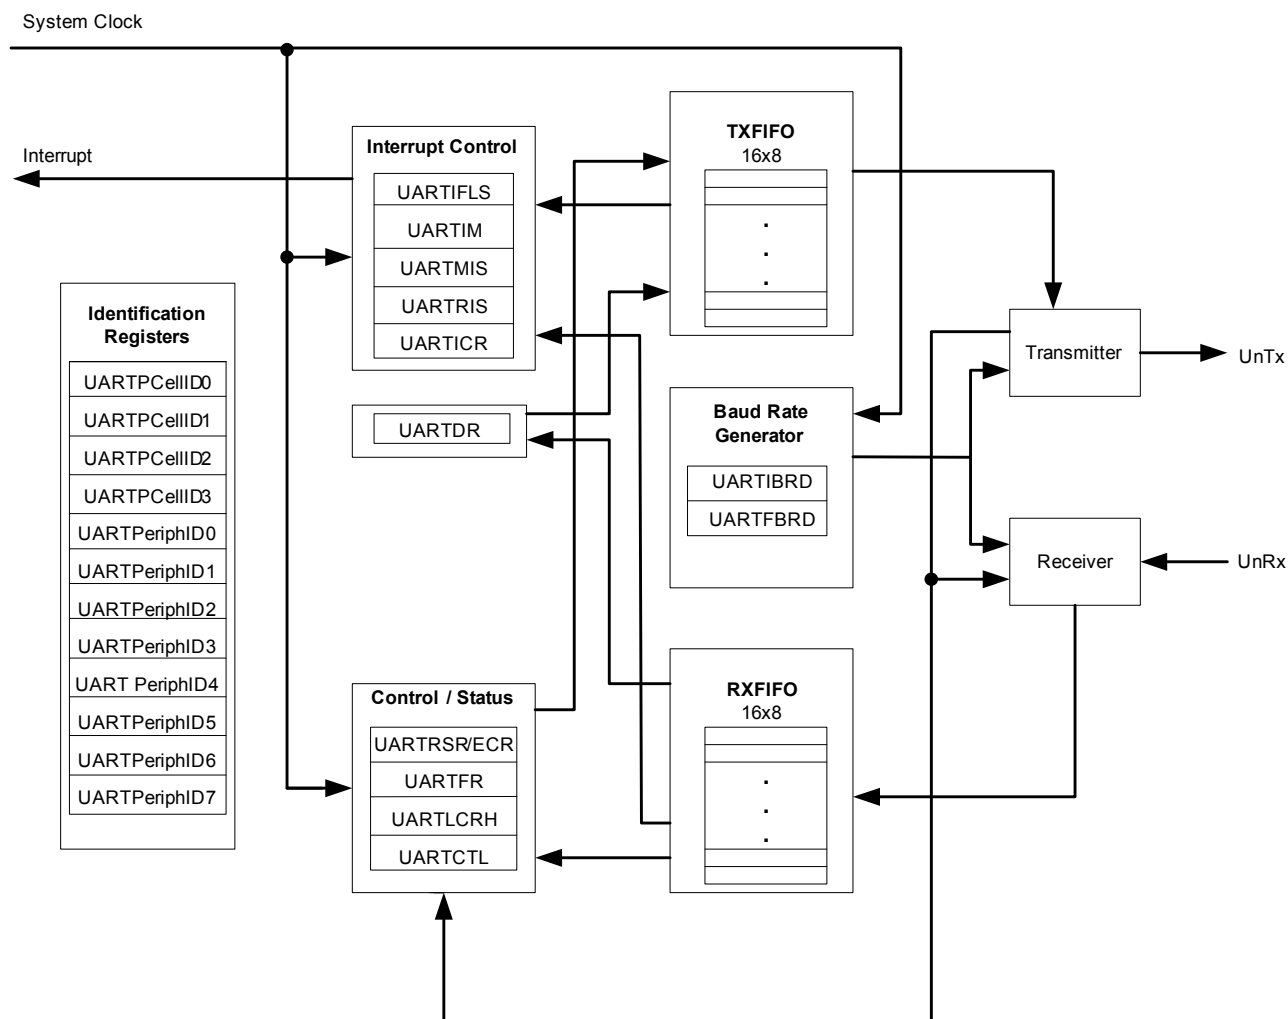 System Clock
Interrupt
Interrupt Control
UARTIFLS
UARTIM
UARTMIS
UARTRIS
UARTICR
TXFIFO
16x8
Identification
Registers
UARTPCellID0
UARTPCellID1
UARTPCellID2
UARTPCellID3
UARTPeriphID0
UARTPeriphID1
UARTPeriphID2
UARTPeriphID3
UART PeriphID4
UARTPeriphID5
UARTPeriphID6
UARTPeriphID7
UARTDR
Baud Rate
Generator
UARTIBRD
UARTFBRD
Transmitter
UnTx
Receiver
UnRx
Control / Status
UARTRSR/ECR
UARTFR
UARTLCRH
UARTCTL
RXFIFO
16x8